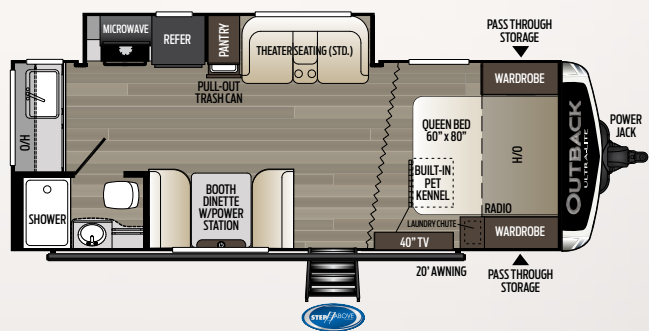 PASS THROUGH
STORAGE
MICROWAVE
REFER
PANTRY
THEATER SEATING (STD.)
WARDROBE
PULL-OUT
TRASH CAN
O/H
QUEEN BED
60" x 80"
H/O
OUTBACK
ULTRA-LITE
POWER
JACK
BUILT-IN
PET
KENNEL
SHOWER
BOOTH
DINETTE
W/POWER
STATION
RADIO
LAUNDRY CHUTE
WARDROBE
40" TV
20' AWNING
PASS THROUGH
STORAGE
STEP ABOVE